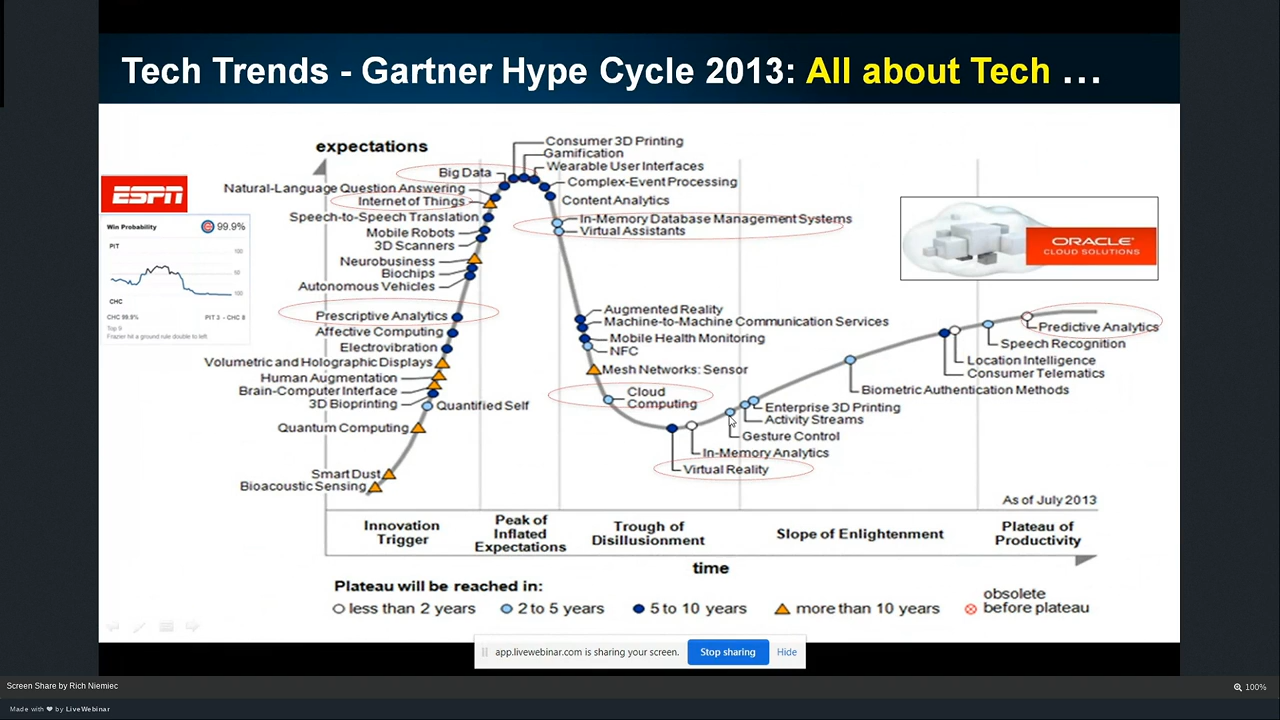 Tech Trends - Gartner Hype Cycle 2013: All about Tech ...
expectations
Consumer 3D Printing
Gamification
Wearable User Interfaces
Big Data
Complex-Event Processing
Natural-Language Question Answering
Internet of Things
Content Analytics
Speech-to-Speech Translation
In-Memory Database Management Systems
Mobile Robots
Virtual Assistants
3D Scanners
Neurobusiness
Biochips
Autonomous Vehicles
Prescriptive Analytics
Affective Computing
Electrovibration
Volumetric and Holographic Displays
Human Augmentation
Brain-Computer Interface
3D Bioprinting
Quantified Self
Quantum Computing
Smart Dust
Bioacoustic Sensing
Augmented Reality
Machine-to-Machine Communication Services
Mobile Health Monitoring
NFC
Mesh Networks: Sensor
Cloud
Computing
Predictive Analytics
Speech Recognition
Location Intelligence
Consumer Telematics
Biometric Authentication Methods
Enterprise 3D Printing
Activity Streams
Gesture Control
In-Memory Analytics
Virtual Reality
ESPN
Win Probability
99.9%
PIT
100
50
100
CHC
CHC 99.9%
PIT 3 - CHC 8
Top 9
Frazier hit a ground rule double to left
ORACLE
CLOUD SOLUTIONS
As of July 2013
Innovation
Trigger
Peak of
Inflated
Expectations
Trough of
Disillusionment
Slope of Enlightenment
Plateau of
Productivity
time
Plateau will be reached in:
less than 2 years
2 to 5 years
5 to 10 years
more than 10 years
obsolete
before plateau
app.livewebinar.com is sharing your screen.
Stop sharing
Hide
Screen Share by Rich Niemiec
100%
Made with ❤ by LiveWebinar